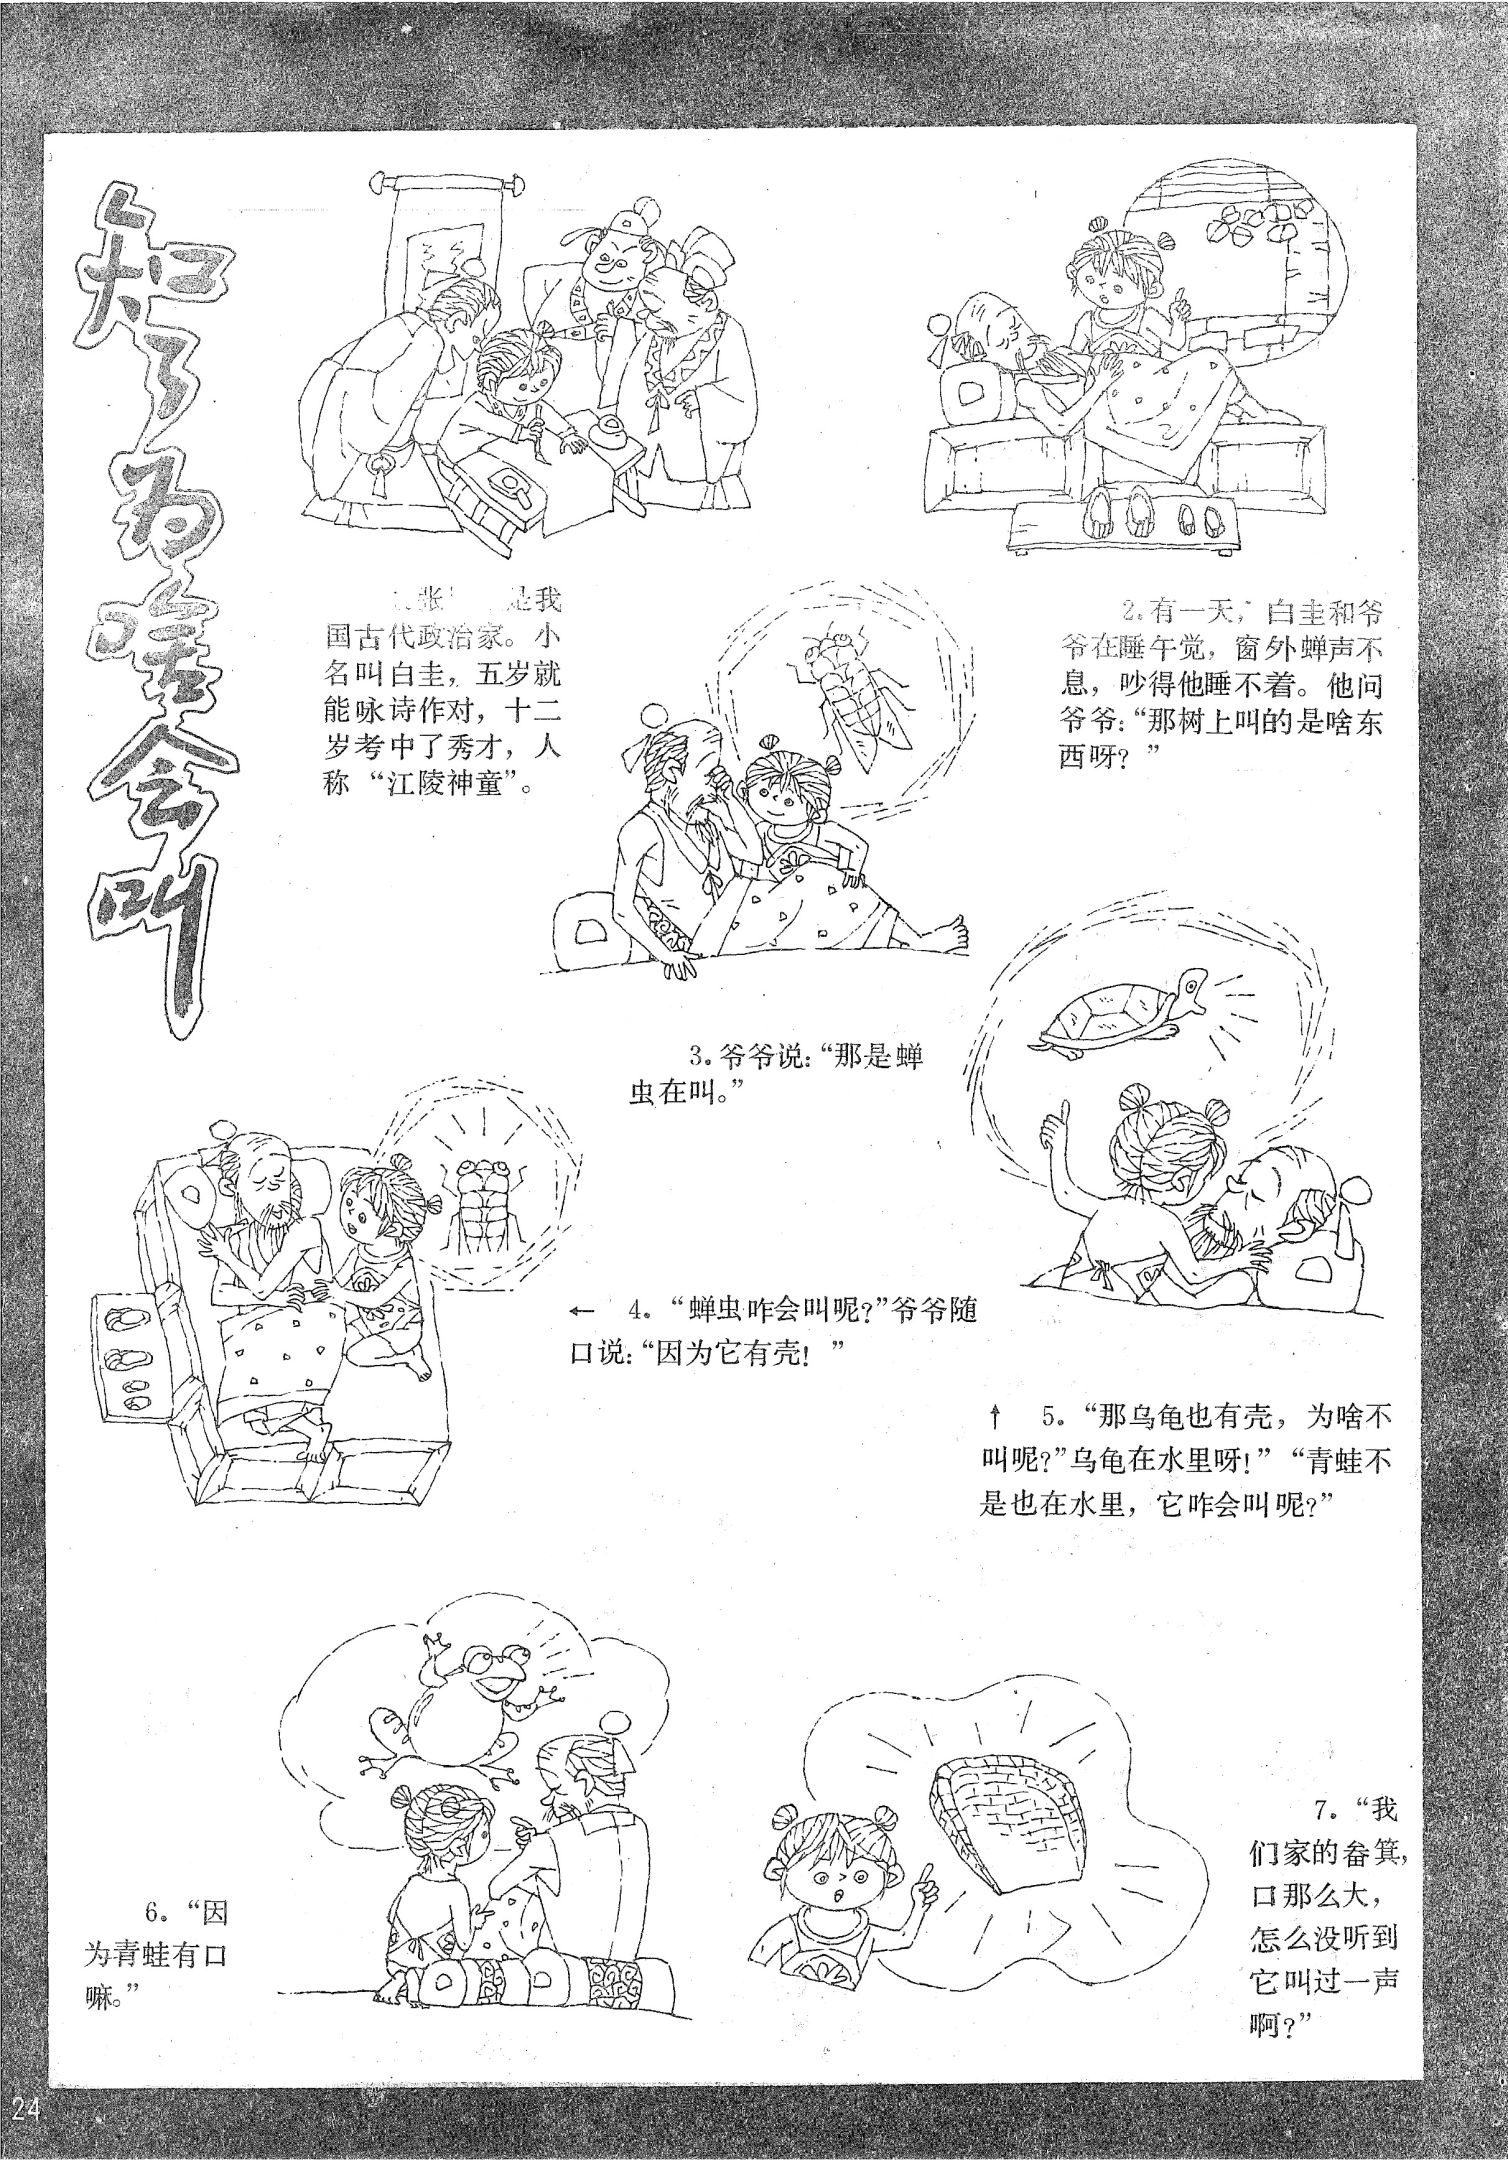 知了为啥会叫
1.张 是我
国古代政治家。小
名叫白圭，五岁就
能咏诗作对，十二
岁考中了秀才，人
称“江陵神童”。
2.有一天，白圭和爷
爷在睡午觉，窗外蝉声不
息，吵得他睡不着。他问
爷爷：“那树上叫的是啥东
西呀？”
3.爷爷说：“那是蝉
虫在叫。”
← 4.“蝉虫咋会叫呢？”爷爷随
口说：“因为它有壳！”
↑ 5.“那乌龟也有壳，为啥不
叫呢？”乌龟在水里呀！”“青蛙不
是也在水里，它咋会叫呢？”
6.“因
为青蛙有口
嘛。”
7.“我
们家的畚箕，
口那么大，
怎么没听到
它叫过一声
啊？”
24